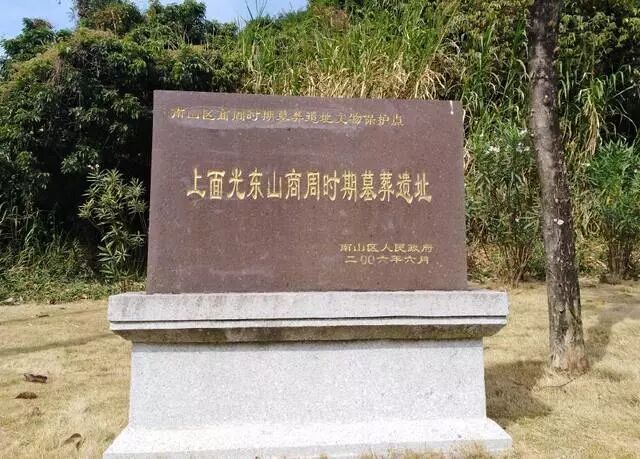 南山区商周时期墓葬遗址文物保护点
上面光东山商周时期墓葬遗址
南山区人民政府
二00六年六月